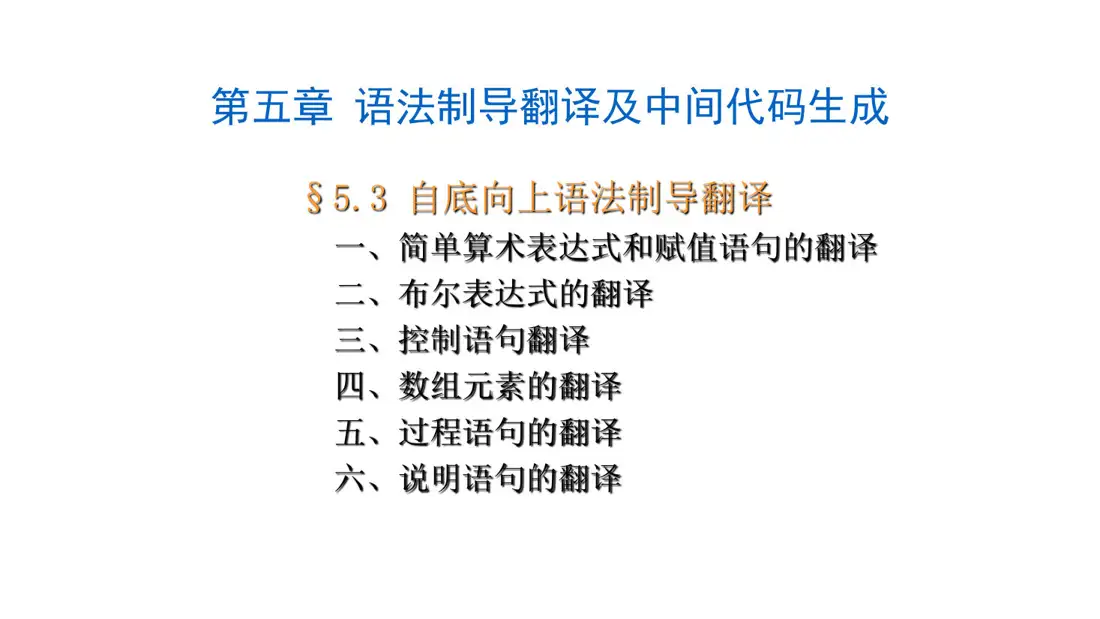 第五章 语法制导翻译及中间代码生成
§5.3 自底向上语法制导翻译
一、简单算术表达式和赋值语句的翻译
二、布尔表达式的翻译
三、控制语句翻译
四、数组元素的翻译
五、过程语句的翻译
六、说明语句的翻译